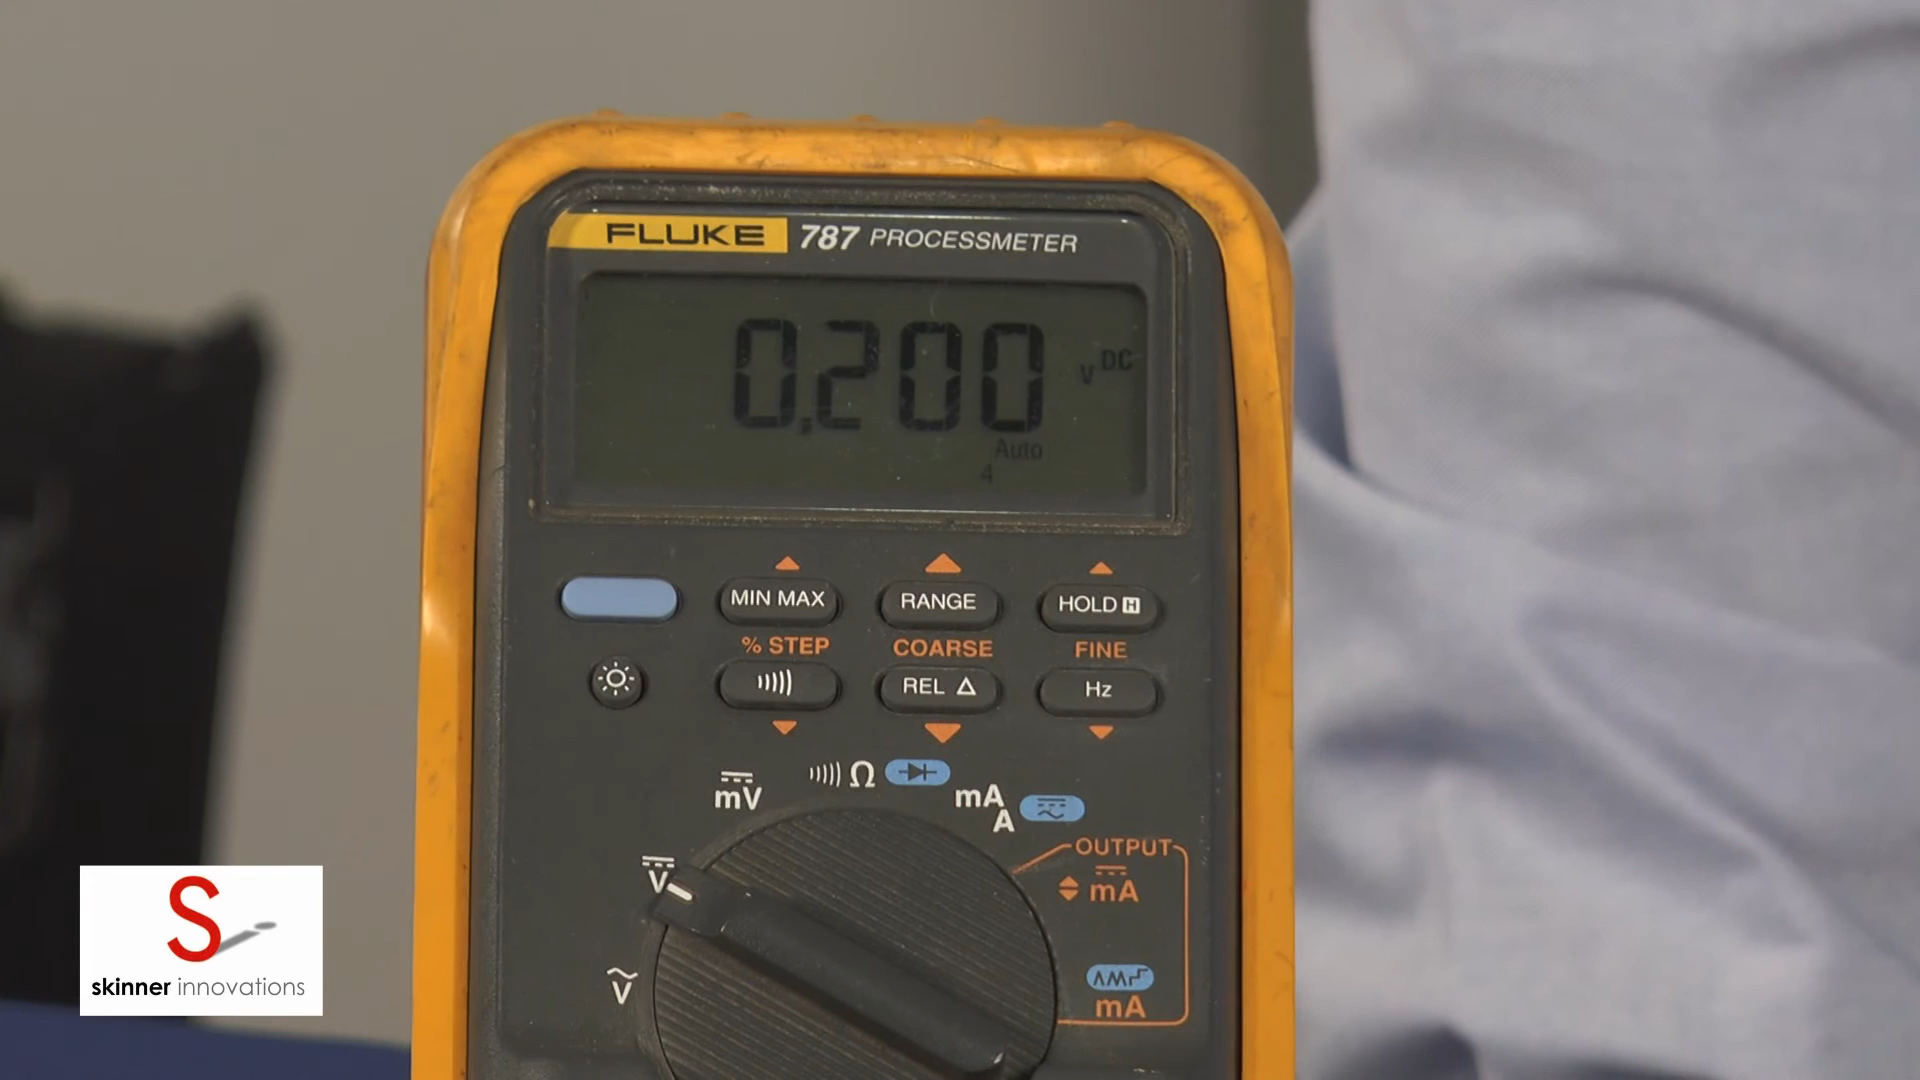 FLUKE 787 PROCESSMETER
0.200 V DC
Auto
4
MIN MAX RANGE HOLD H
% STEP COARSE FINE
REL Δ Hz
mV Ω mA A
OUTPUT
V mA
V mA
S
skinner innovations